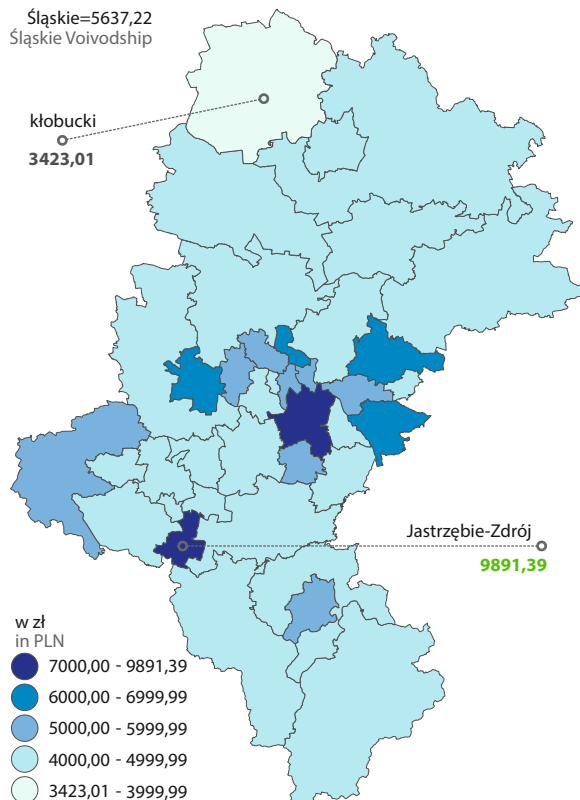 Śląskie=5637,22
Śląskie Voivodship
kłobucki
3423,01
Jastrzębie-Zdrój
9891,39
w zł
in PLN
7000,00 - 9891,39
6000,00 - 6999,99
5000,00 - 5999,99
4000,00 - 4999,99
3423,01 - 3999,99